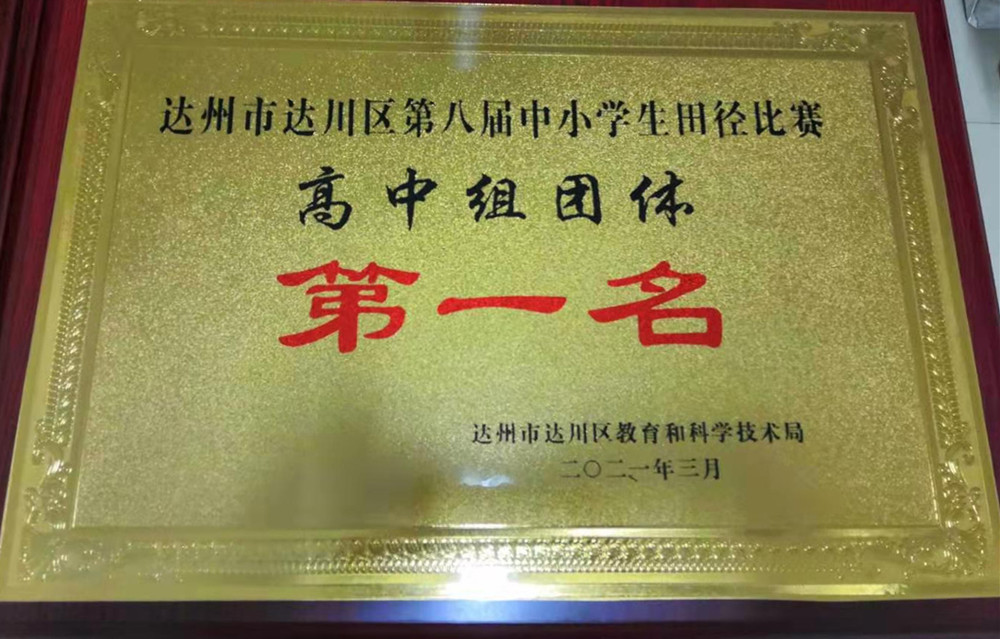 达州市达川区第八届中小学生田径比赛
高中组团体
第一名
达州市达川区教育和科学技术局
二〇二一年三月